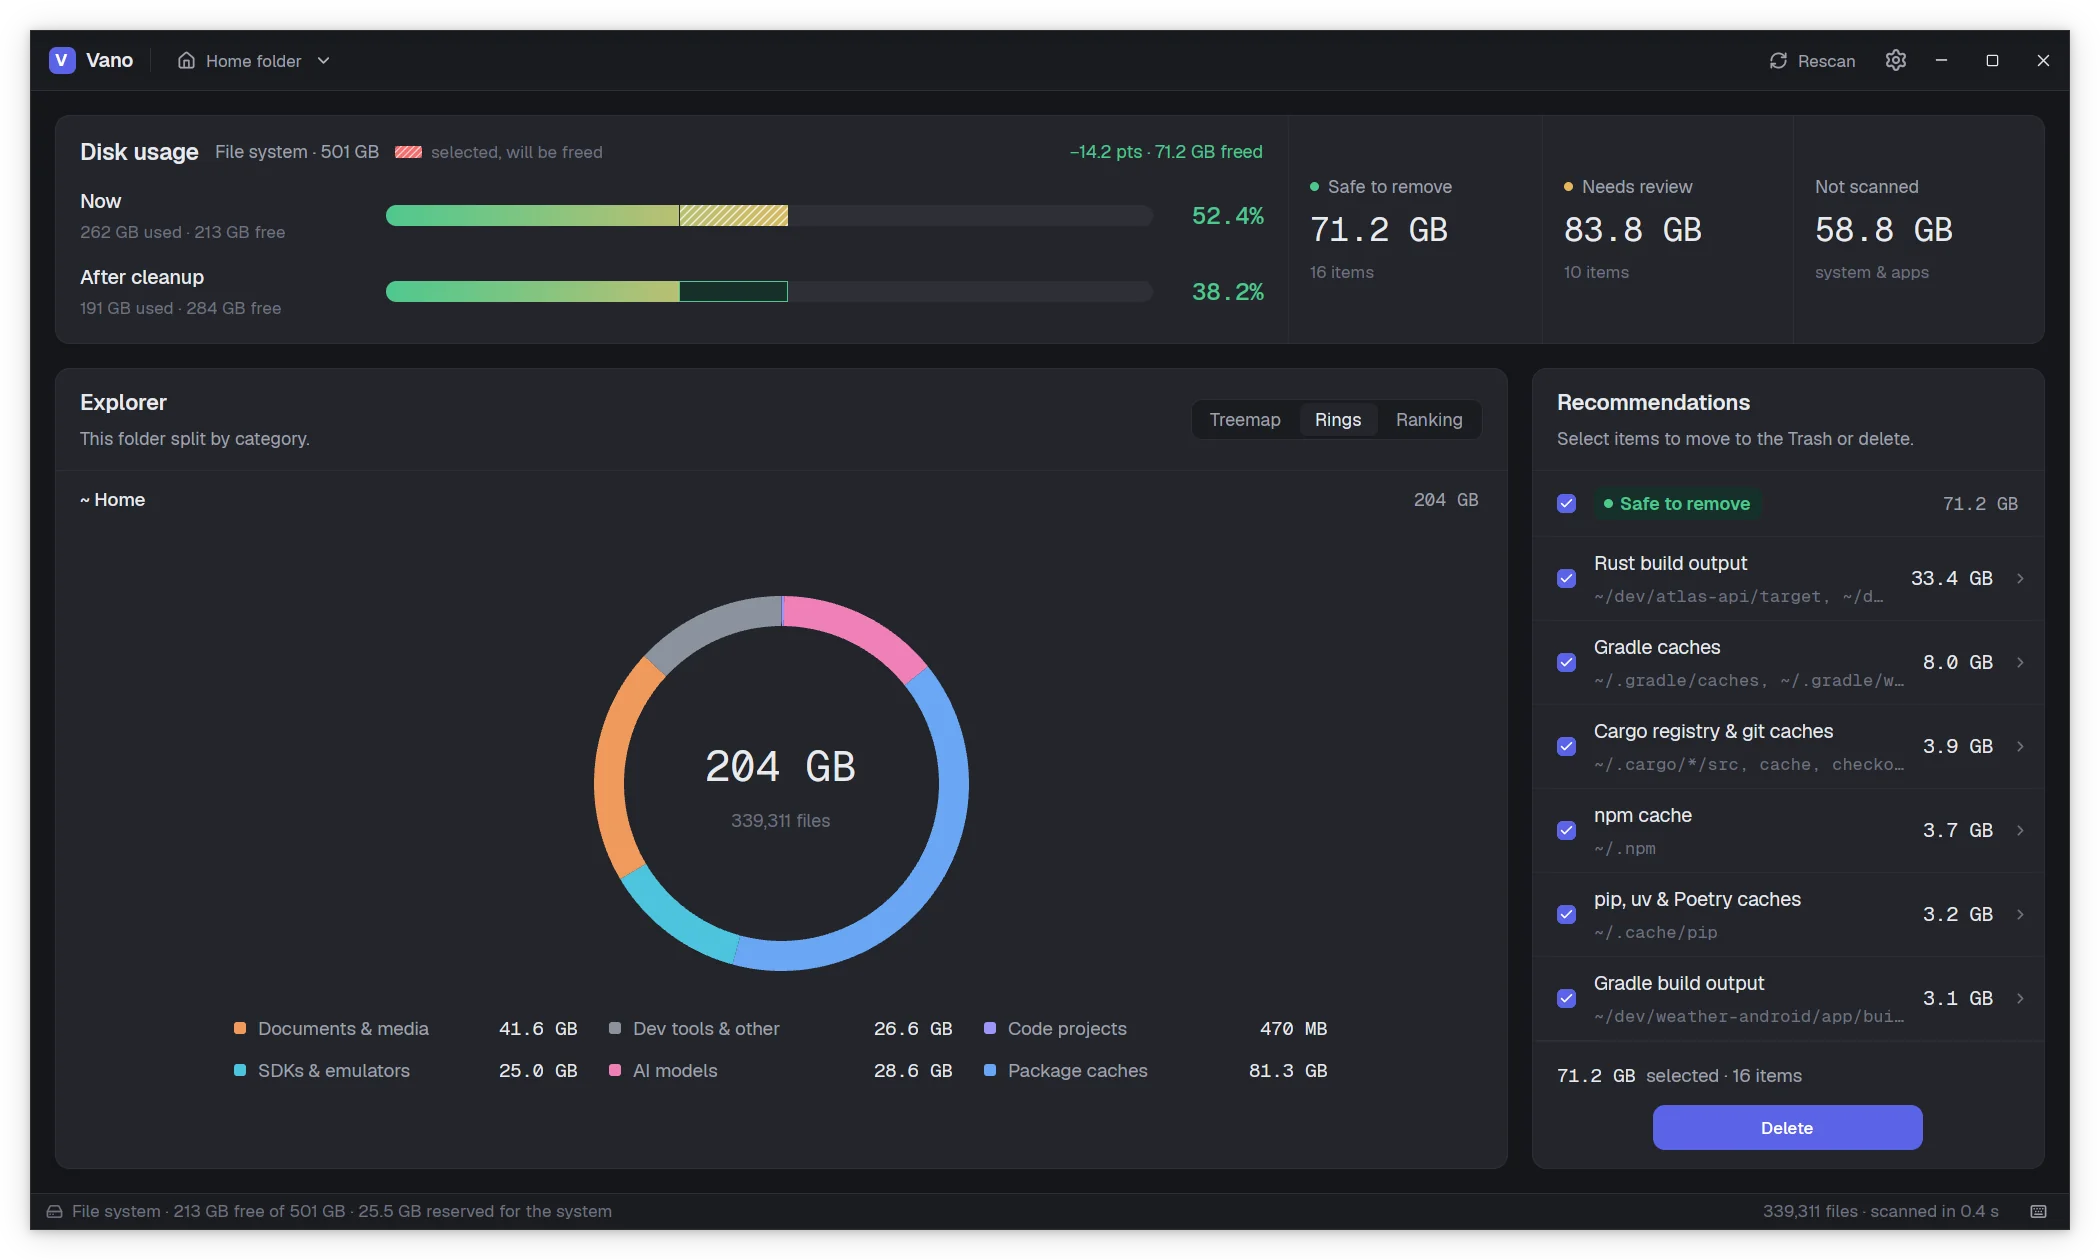 V Vano Home folder Rescan
Disk usage File system · 501 GB selected, will be freed −14.2 pts · 71.2 GB freed
Now
262 GB used · 213 GB free
52.4%
After cleanup
191 GB used · 284 GB free
38.2%
Safe to remove
71.2 GB
16 items
Needs review
83.8 GB
10 items
Not scanned
58.8 GB
system & apps
Explorer
This folder split by category.
Treemap Rings Ranking
~ Home 204 GB
204 GB
339,311 files
Documents & media 41.6 GB Dev tools & other 26.6 GB Code projects 470 MB
SDKs & emulators 25.0 GB AI models 28.6 GB Package caches 81.3 GB
Recommendations
Select items to move to the Trash or delete.
Safe to remove 71.2 GB
Rust build output
~/dev/atlas-api/target, ~/d…
33.4 GB
Gradle caches
~/.gradle/caches, ~/.gradle/w…
8.0 GB
Cargo registry & git caches
~/.cargo/*/src, cache, checko…
3.9 GB
npm cache
~/.npm
3.7 GB
pip, uv & Poetry caches
~/.cache/pip
3.2 GB
Gradle build output
~/dev/weather-android/app/bui…
3.1 GB
71.2 GB selected · 16 items
Delete
File system · 213 GB free of 501 GB · 25.5 GB reserved for the system 339,311 files · scanned in 0.4 s